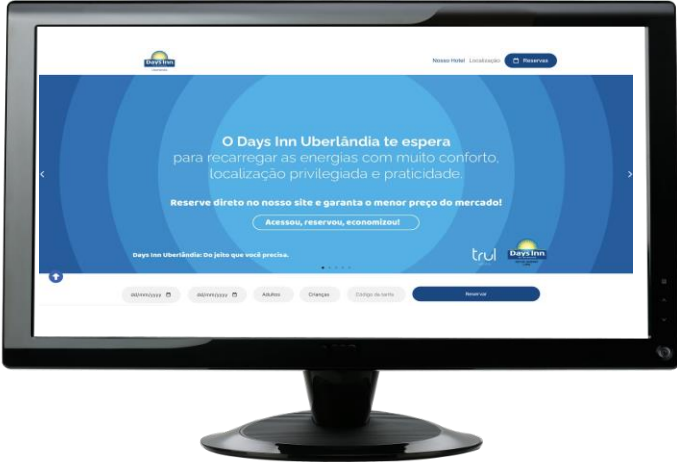 Days Inn
Nosso Hotel Localização Reservas
O Days Inn Uberlândia te espera
para recarregar as energias com muito conforto,
localização privilegiada e praticidade.
Reserve direto no nosso site e garanta o menor preço do mercado!
Acessou, reservou, economizou!
Days Inn Uberlândia: Do jeito que você precisa.
trul
Days Inn
dd/mm/yyyy dd/mm/yyyy Adultos Crianças Código da tarifa Reservar